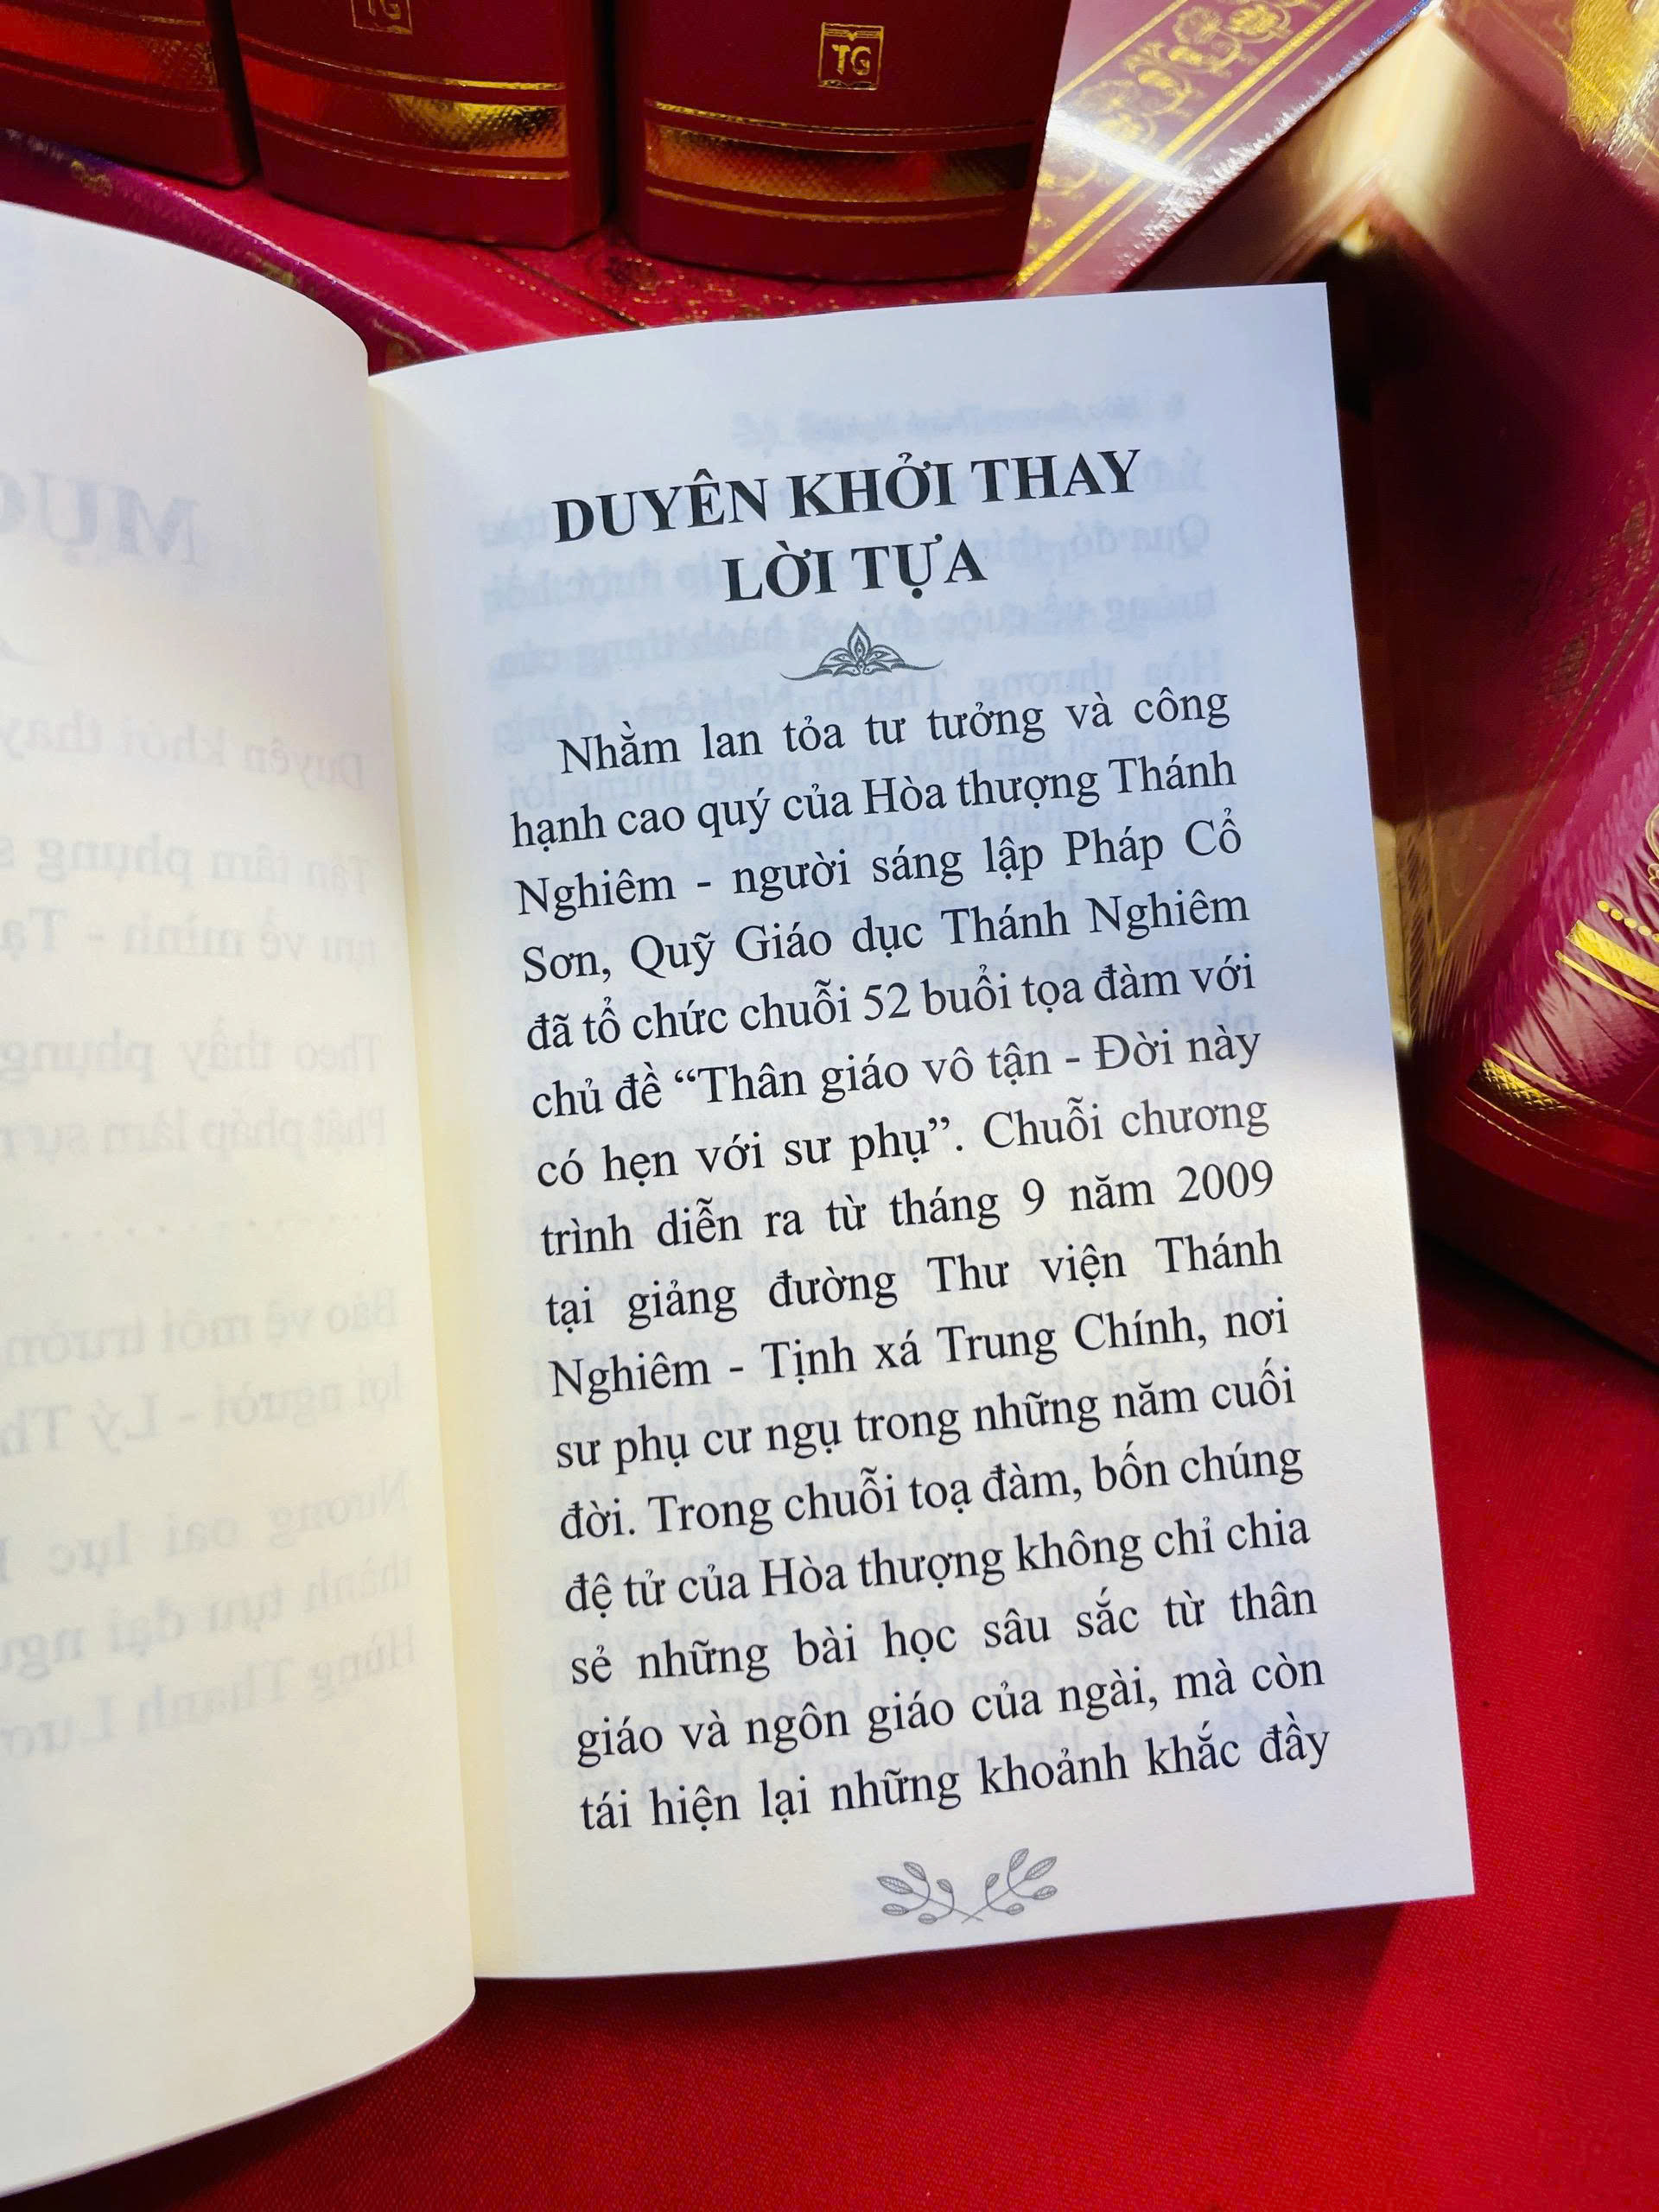 TG
TG
DUYÊN KHỞI THAY
LỜI TỰA
Nhằm lan tỏa tư tưởng và công
hạnh cao quý của Hòa thượng Thánh
Nghiêm - người sáng lập Pháp Cổ
Sơn, Quỹ Giáo dục Thánh Nghiêm
đã tổ chức chuỗi 52 buổi tọa đàm với
chủ đề “Thân giáo vô tận - Đời này
có hẹn với sư phụ”. Chuỗi chương
trình diễn ra từ tháng 9 năm 2009
tại giảng đường Thư viện Thánh
Nghiêm - Tịnh xá Trung Chính, nơi
sư phụ cư ngụ trong những năm cuối
đời. Trong chuỗi toạ đàm, bốn chúng
đệ tử của Hòa thượng không chỉ chia
sẻ những bài học sâu sắc từ thân
giáo và ngôn giáo của ngài, mà còn
tái hiện lại những khoảnh khắc đầy